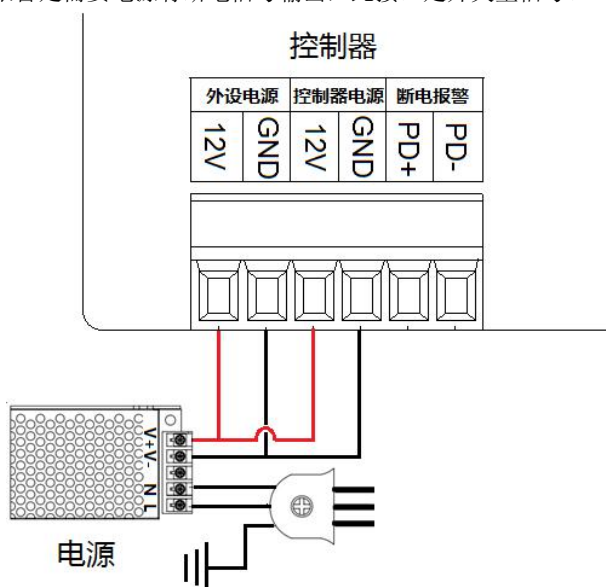 控制器
外设电源 控制器电源 断电报警
12V GND 12V GND PD+ PD-
V+
V-
N
L
电源